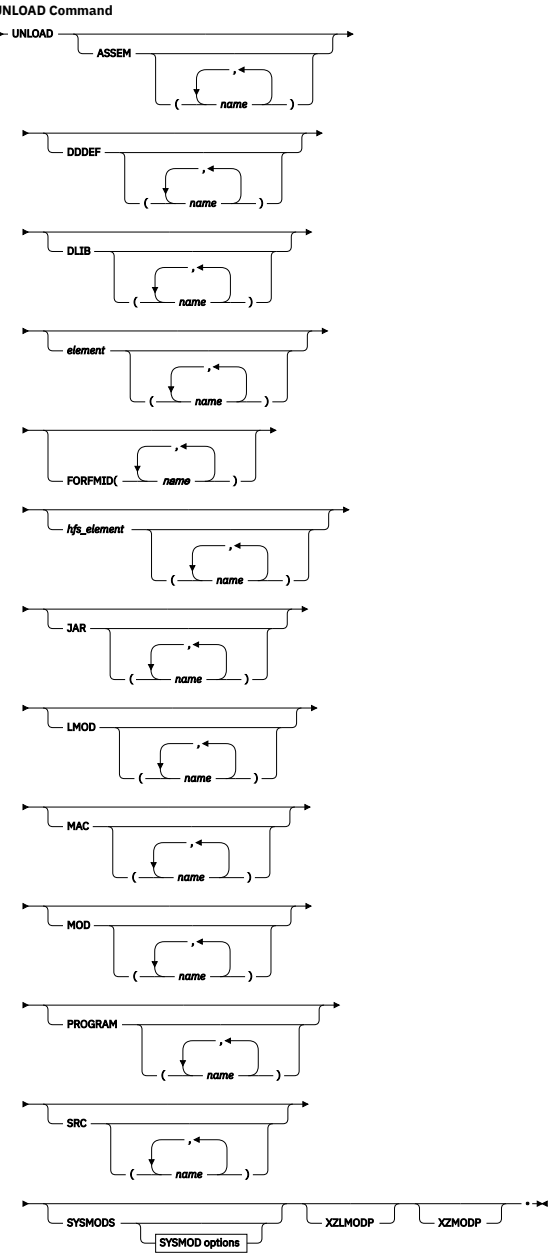 UNLOAD Command
UNLOAD
ASSEM
,
( name )
DDDEF
,
( name )
DLIB
,
( name )
element
,
( name )
,
FORFMID( name )
hfs_element
,
( name )
JAR
,
( name )
LMOD
,
( name )
MAC
,
( name )
MOD
,
( name )
PROGRAM
,
( name )
SRC
,
( name )
.
SYSMODS XZLMODP XZMODP
SYSMOD options